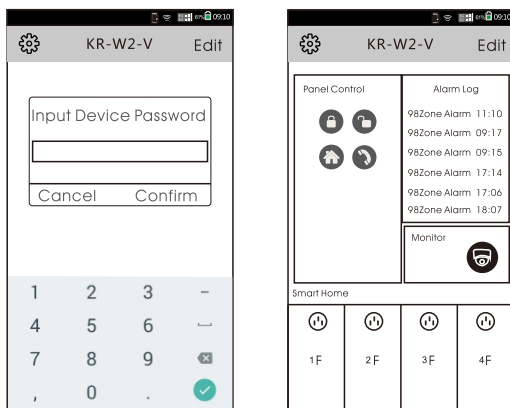 61% 09:10
KR-W2-V Edit
Input Device Password
Cancel Confirm
1 2 3 -
4 5 6
7 8 9
, 0 .
61% 09:10
KR-W2-V Edit
Panel Control
Alarm Log
98Zone Alarm 11:10
98Zone Alarm 09:17
98Zone Alarm 09:15
98Zone Alarm 17:14
98Zone Alarm 17:06
98Zone Alarm 18:07
Monitor
Smart Home
1F 2F 3F 4F